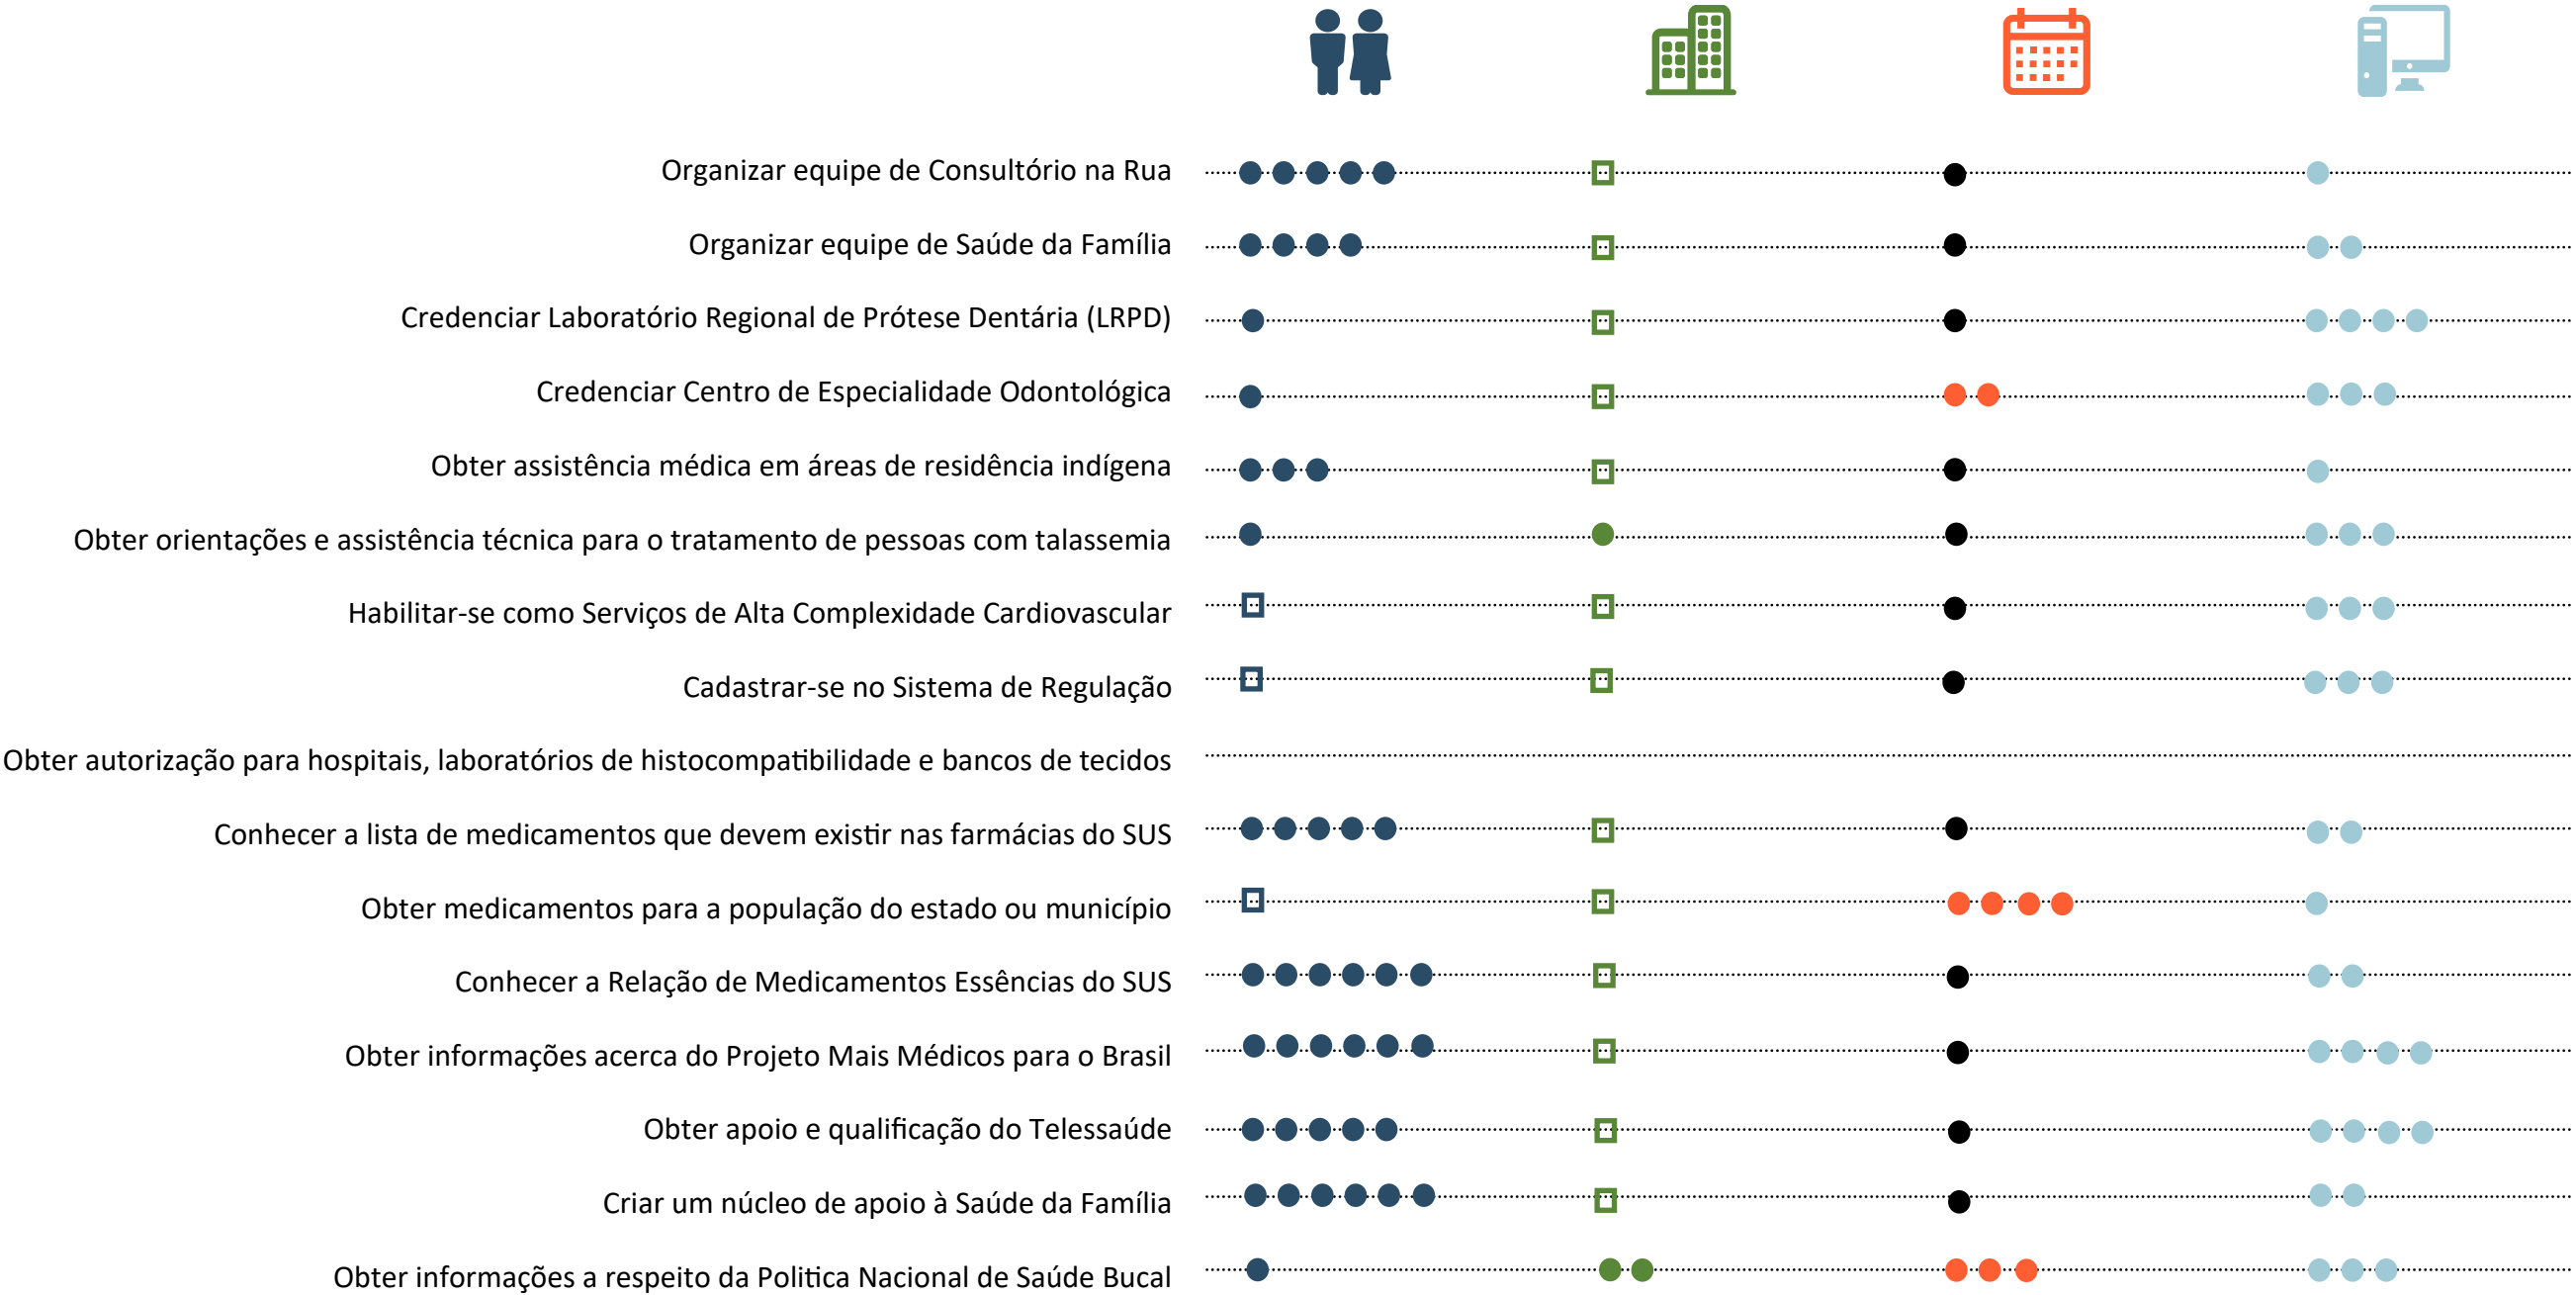 Organizar equipe de Consultório na Rua
Organizar equipe de Saúde da Família
Credenciar Laboratório Regional de Prótese Dentária (LRPD)
Credenciar Centro de Especialidade Odontológica
Obter assistência médica em áreas de residência indígena
Obter orientações e assistência técnica para o tratamento de pessoas com talassemia
Habilitar-se como Serviços de Alta Complexidade Cardiovascular
Cadastrar-se no Sistema de Regulação
Obter autorização para hospitais, laboratórios de histocompatibilidade e bancos de tecidos
Conhecer a lista de medicamentos que devem existir nas farmácias do SUS
Obter medicamentos para a população do estado ou município
Conhecer a Relação de Medicamentos Essências do SUS
Obter informações acerca do Projeto Mais Médicos para o Brasil
Obter apoio e qualificação do Telessaúde
Criar um núcleo de apoio à Saúde da Família
Obter informações a respeito da Politica Nacional de Saúde Bucal